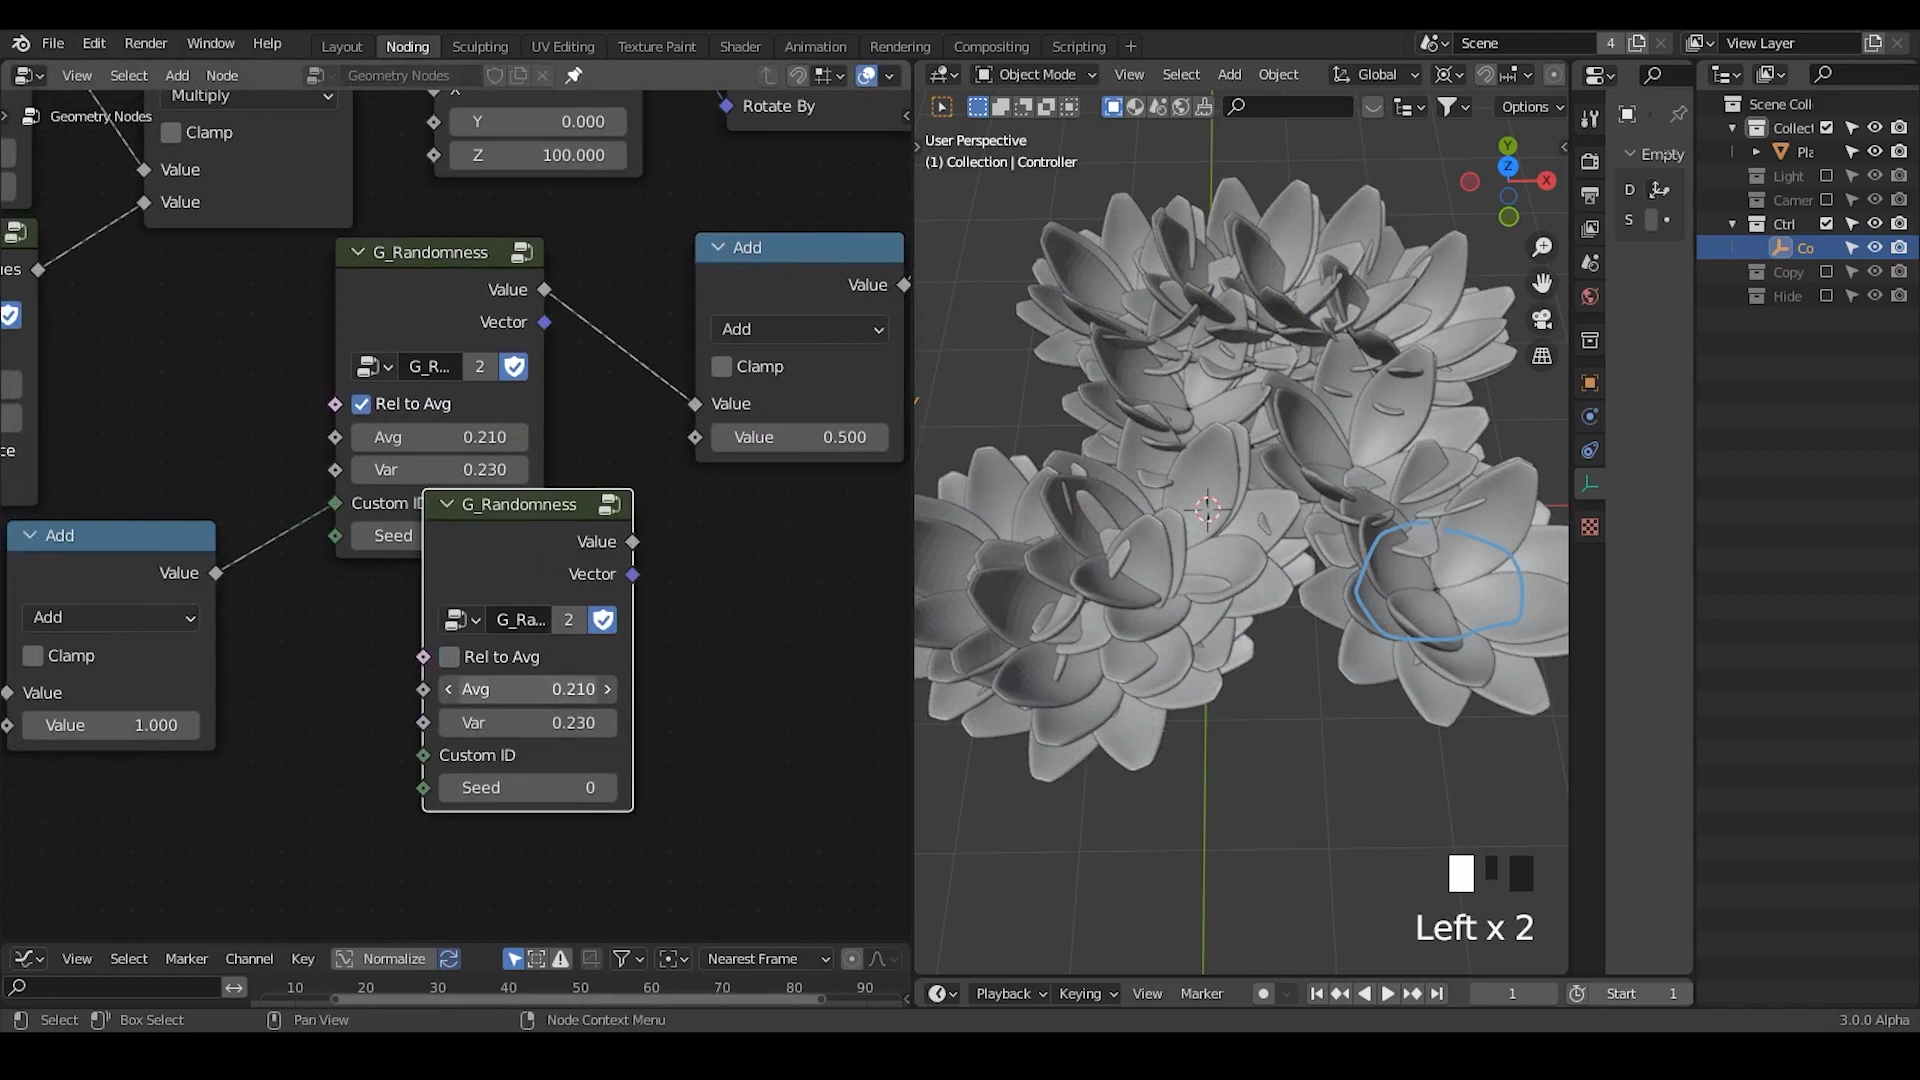 File Edit Render Window Help Layout Noding Sculpting UV Editing Texture Paint Shader Animation Rendering Compositing Scripting + Scene 4 View Layer
View Select Add Node Geometry Nodes
Object Mode View Select Add Object Global
Options
Geometry Nodes
Multiply
Clamp
Value
Value
X
Y 0.000
Z 100.000
Rotate By
ues
ce
G_Randomness
Value
Vector
G_R... 2
Rel to Avg
Avg 0.210
Var 0.230
Custom ID
Seed
Add
Value
Add
Clamp
Value
Value 0.500
Add
Value
Add
Clamp
Value
Value 1.000
G_Randomness
Value
Vector
G_Ra... 2
Rel to Avg
Avg 0.210
Var 0.230
Custom ID
Seed 0
User Perspective
(1) Collection | Controller
Y
Z
X
Left x 2
Empty
D
S
Scene Coll
Collect
Pla
Light
Camer
Ctrl
Co
Copy
Hide
View Select Marker Channel Key Normalize Nearest Frame
10 20 30 40 50 60 70 80 90
Playback Keying View Marker 1 Start 1
Select Box Select Pan View Node Context Menu 3.0.0 Alpha